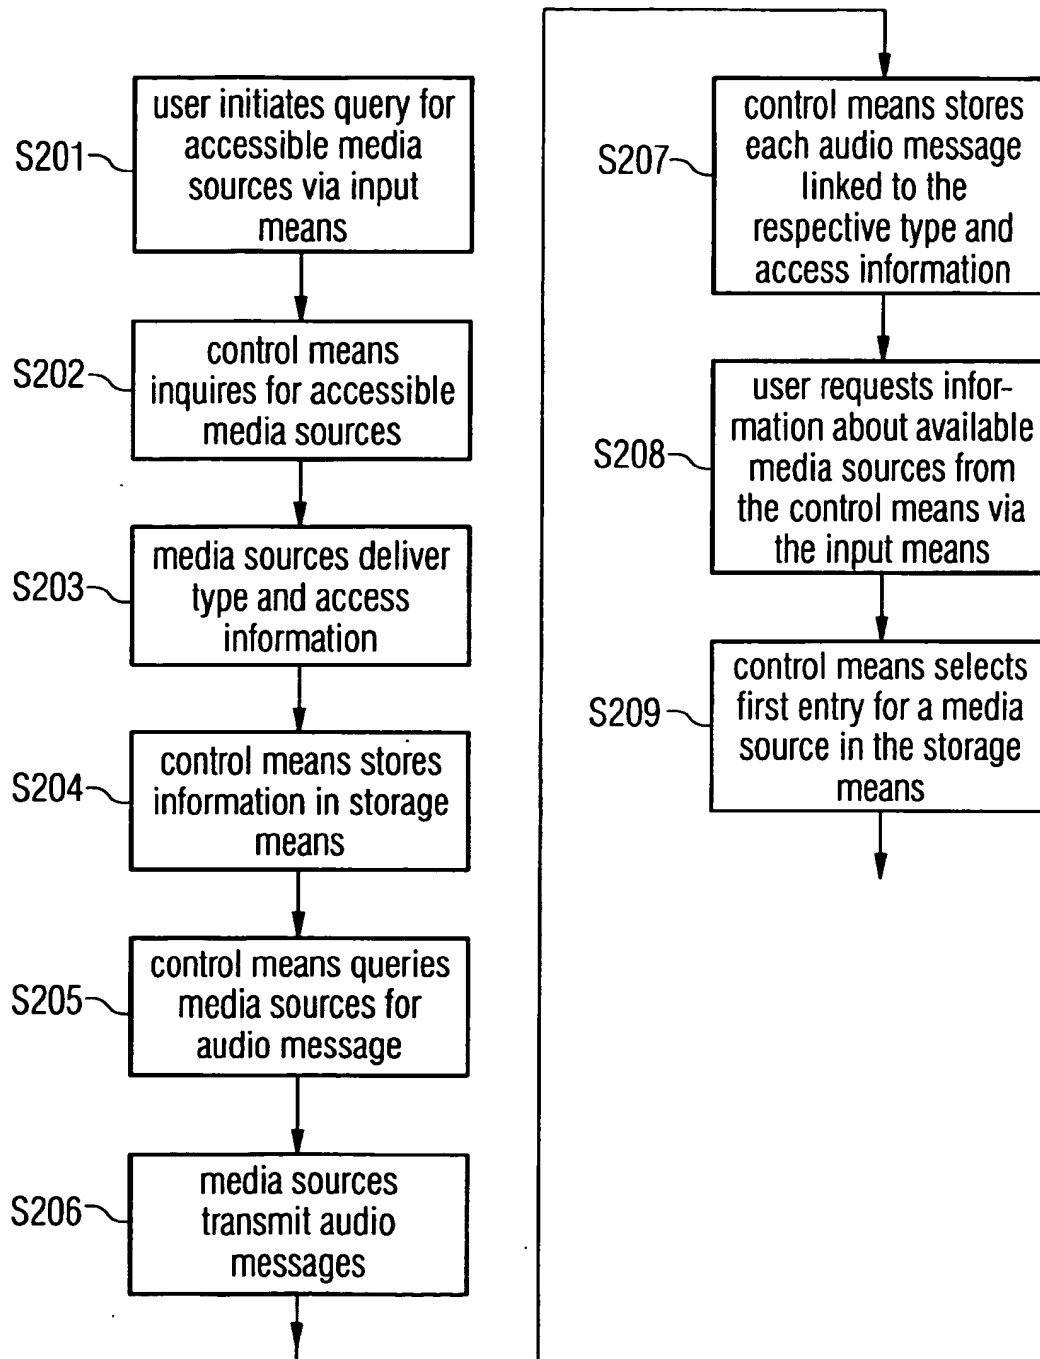 S201
user initiates query for
accessible media
sources via input
means
S202
control means
inquires for accessible
media sources
S203
media sources deliver
type and access
information
S204
control means stores
information in storage
means
S205
control means queries
media sources for
audio message
S206
media sources
transmit audio
messages
S207
control means stores
each audio message
linked to the
respective type and
access information
S208
user requests infor-
mation about available
media sources from
the control means via
the input means
S209
control means selects
first entry for a media
source in the storage
means